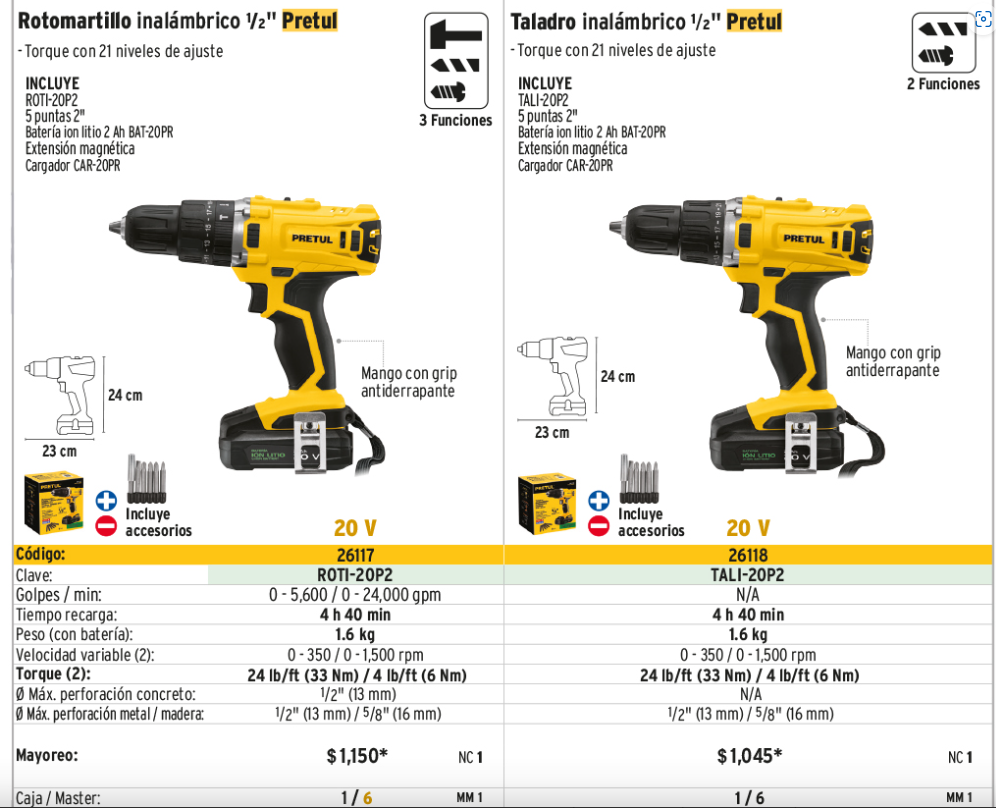 Rotomartillo inalámbrico 1/2" Pretul
- Torque con 21 niveles de ajuste
INCLUYE
ROTI-20P2
5 puntas 2"
Batería ion litio 2 Ah BAT-20PR
Extensión magnética
Cargador CAR-20PR
3 Funciones
PRETUL
Mango con grip
antiderrapante
24 cm
23 cm
ION LITIO
0 V
PRETUL
Incluye
accesorios
20 V
Taladro inalámbrico 1/2" Pretul
- Torque con 21 niveles de ajuste
INCLUYE
TALI-20P2
5 puntas 2"
Batería ion litio 2 Ah BAT-20PR
Extensión magnética
Cargador CAR-20PR
2 Funciones
PRETUL
Mango con grip
antiderrapante
24 cm
23 cm
ION LITIO
0 V
PRETUL
Incluye
accesorios
20 V
Código: 26117 26118
Clave: ROTI-20P2 TALI-20P2
Golpes / min: 0 - 5,600 / 0 - 24,000 gpm N/A
Tiempo recarga: 4 h 40 min 4 h 40 min
Peso (con batería): 1.6 kg 1.6 kg
Velocidad variable (2): 0 - 350 / 0 - 1,500 rpm 0 - 350 / 0 - 1,500 rpm
Torque (2): 24 lb/ft (33 Nm) / 4 lb/ft (6 Nm) 24 lb/ft (33 Nm) / 4 lb/ft (6 Nm)
Ø Máx. perforación concreto: 1/2" (13 mm) N/A
Ø Máx. perforación metal / madera: 1/2" (13 mm) / 5/8" (16 mm) 1/2" (13 mm) / 5/8" (16 mm)
Mayoreo: $1,150* NC 1 $1,045* NC 1
Caja / Master: 1 / 6 MM 1 1 / 6 MM 1